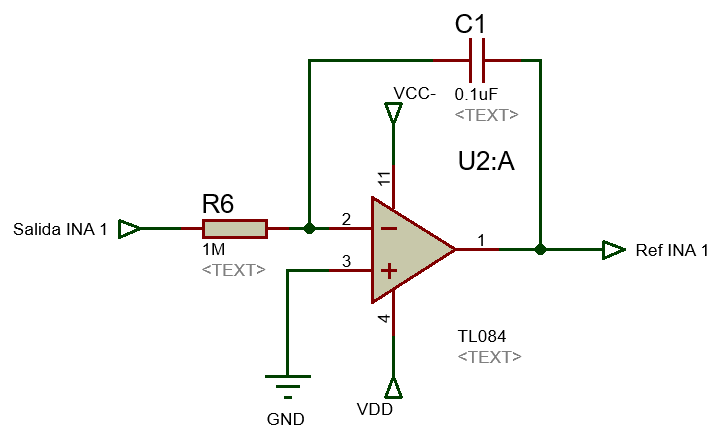 C1
0.1uF
<TEXT>
VCC-
U2:A
11
R6
Salida INA 1
1M
<TEXT>
2
3
1
Ref INA 1
4
TL084
<TEXT>
VDD
GND